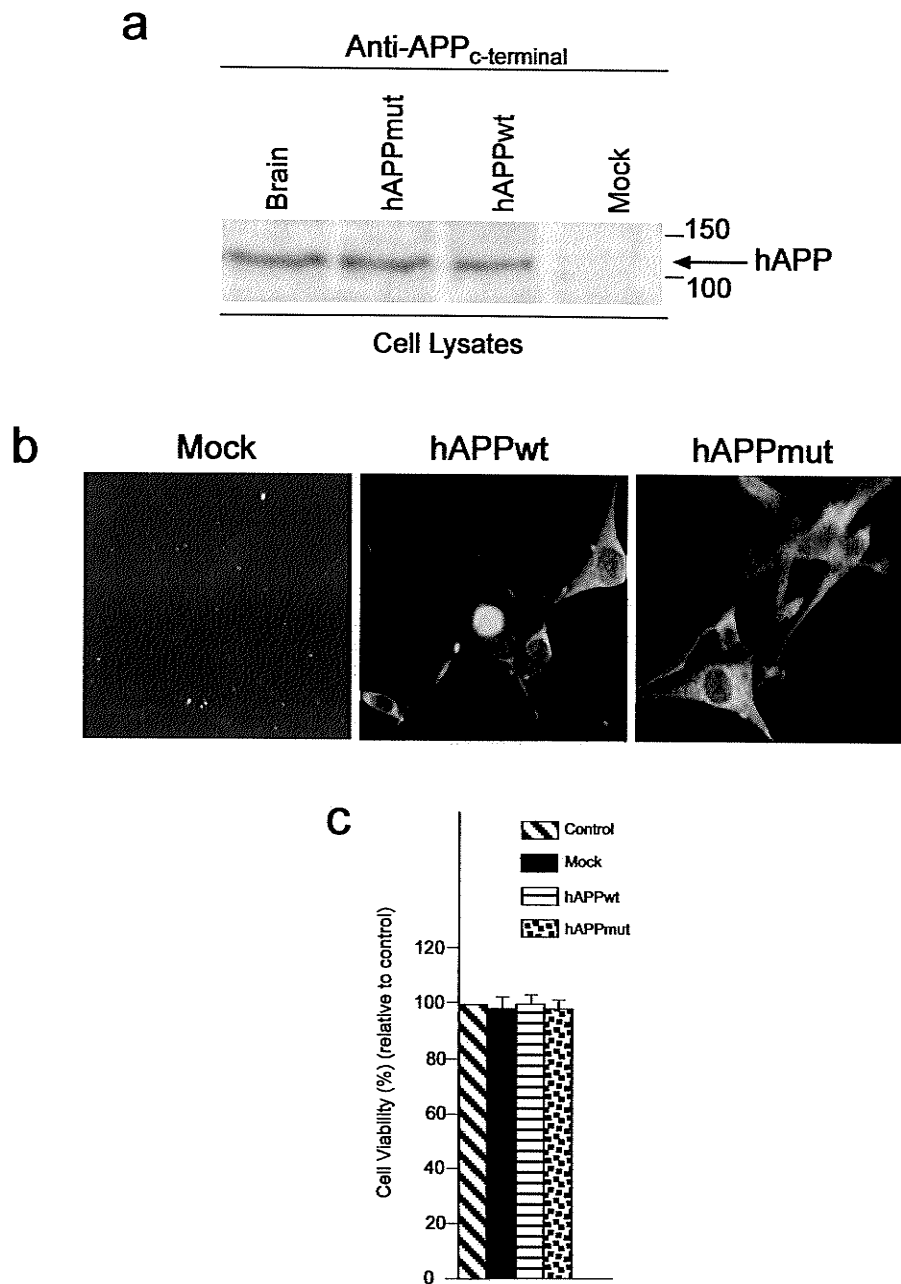 a
Anti-APPc-terminal
Brain
hAPPmut
hAPPwt
Mock
150
hAPP
100
Cell Lysates
b
Mock
hAPPwt
hAPPmut
c
Control
Mock
hAPPwt
hAPPmut
Cell Viability (%) (relative to control)
120
100
80
60
40
20
0